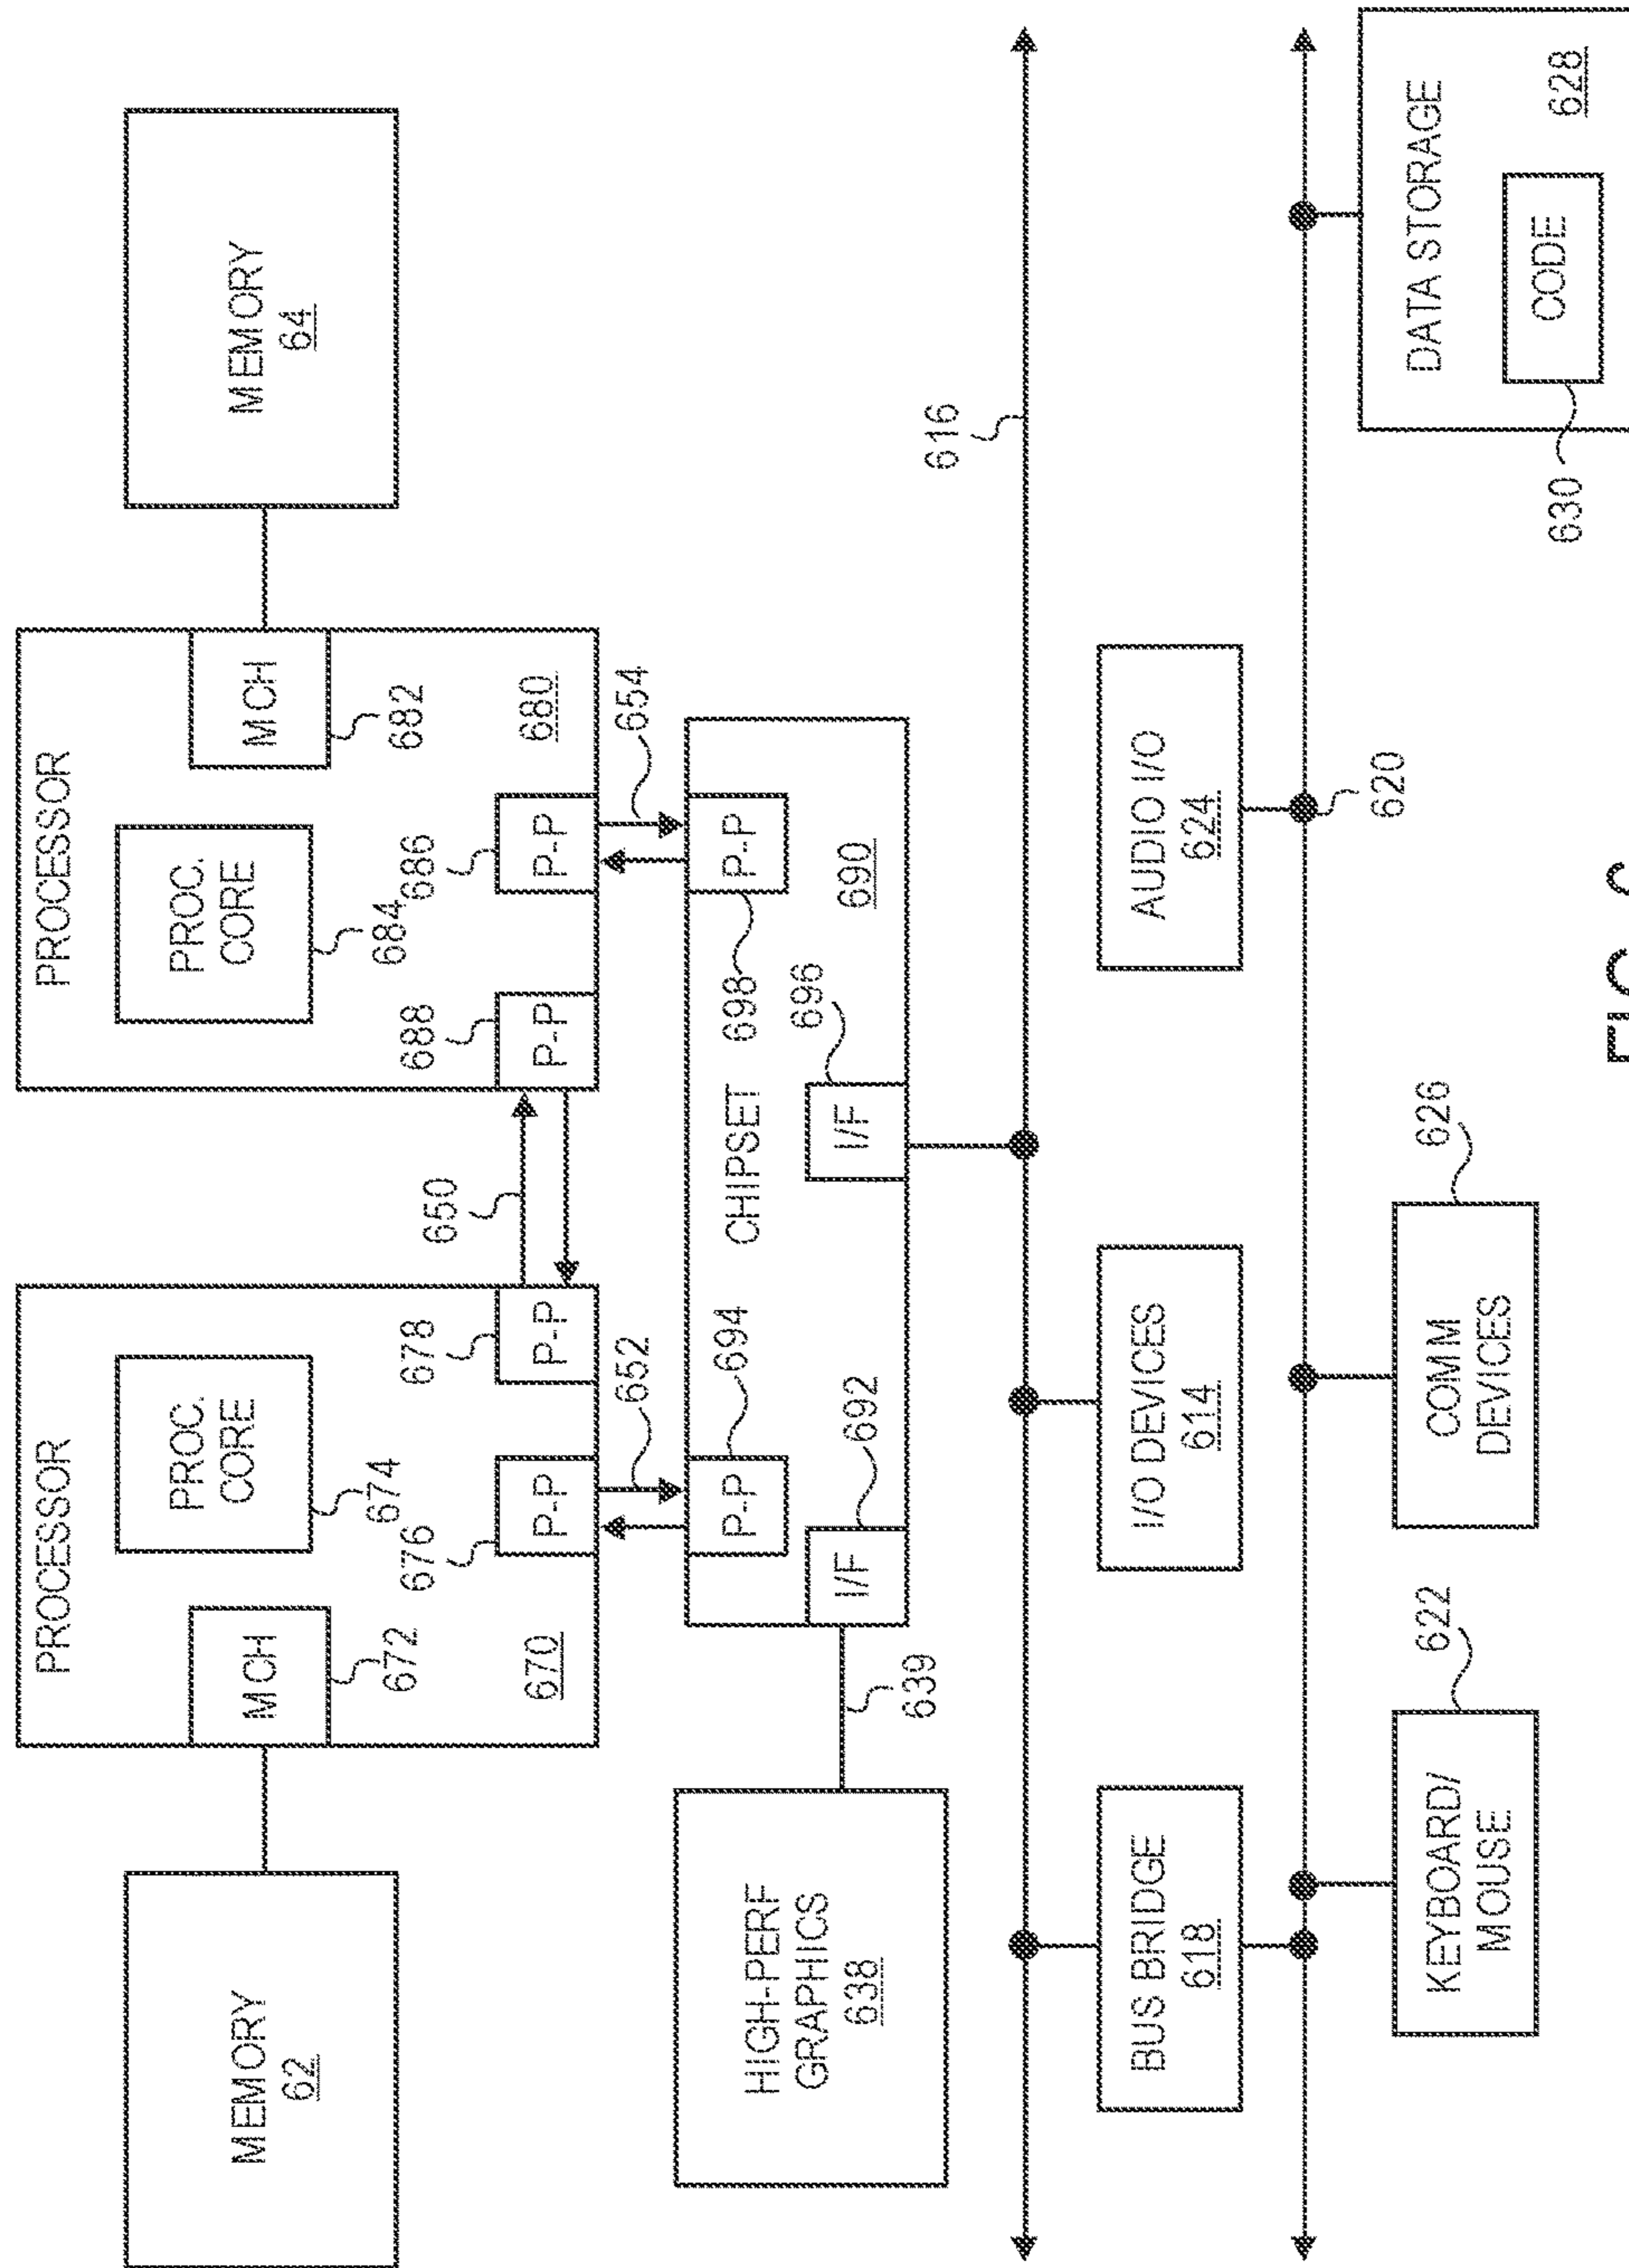 PROCESSOR
PROCESSOR
MEMORY
62
MCH
672
PROC.
CORE
674
670
676
P-P
678
P-P
650
688
P-P
PROC.
CORE
684
686
P-P
MCH
682
680
MEMORY
64
652
654
HIGH-PERF
GRAPHICS
638
639
P-P
694
I/F
692
CHIPSET
698
P-P
I/F
696
690
616
BUS BRIDGE
618
I/O DEVICES
614
AUDIO I/O
624
620
KEYBOARD/
MOUSE
622
COMM
DEVICES
626
DATA STORAGE
628
CODE
630